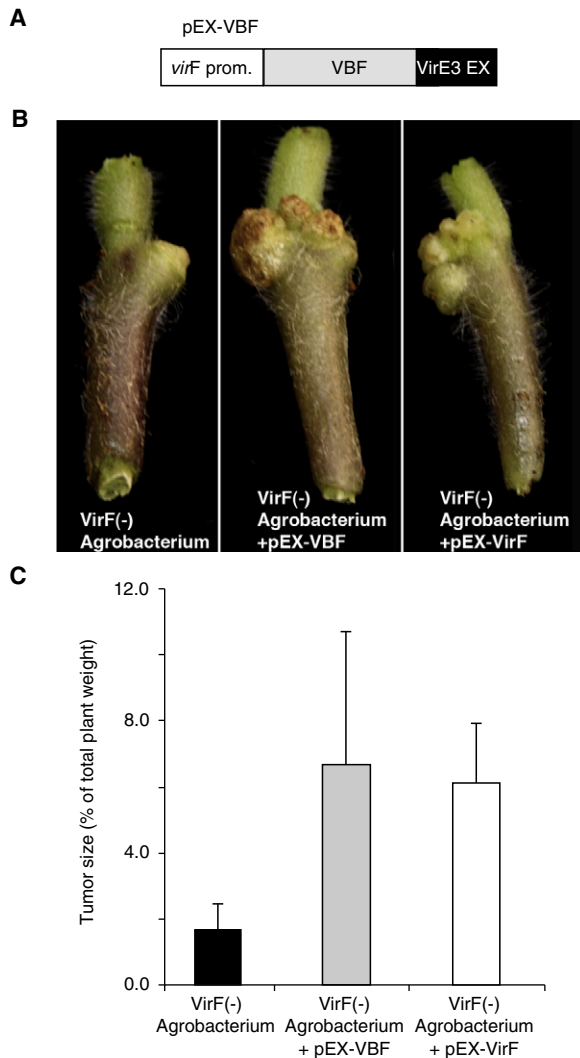 A
pEX-VBF
virF prom. VBF VirE3 EX
B
VirF(-)
Agrobacterium
VirF(-)
Agrobacterium
+pEX-VBF
VirF(-)
Agrobacterium
+pEX-VirF
C
Tumor size (% of total plant weight)
12.0
8.0
4.0
0.0
VirF(-)
Agrobacterium
VirF(-)
Agrobacterium
+ pEX-VBF
VirF(-)
Agrobacterium
+ pEX-VirF